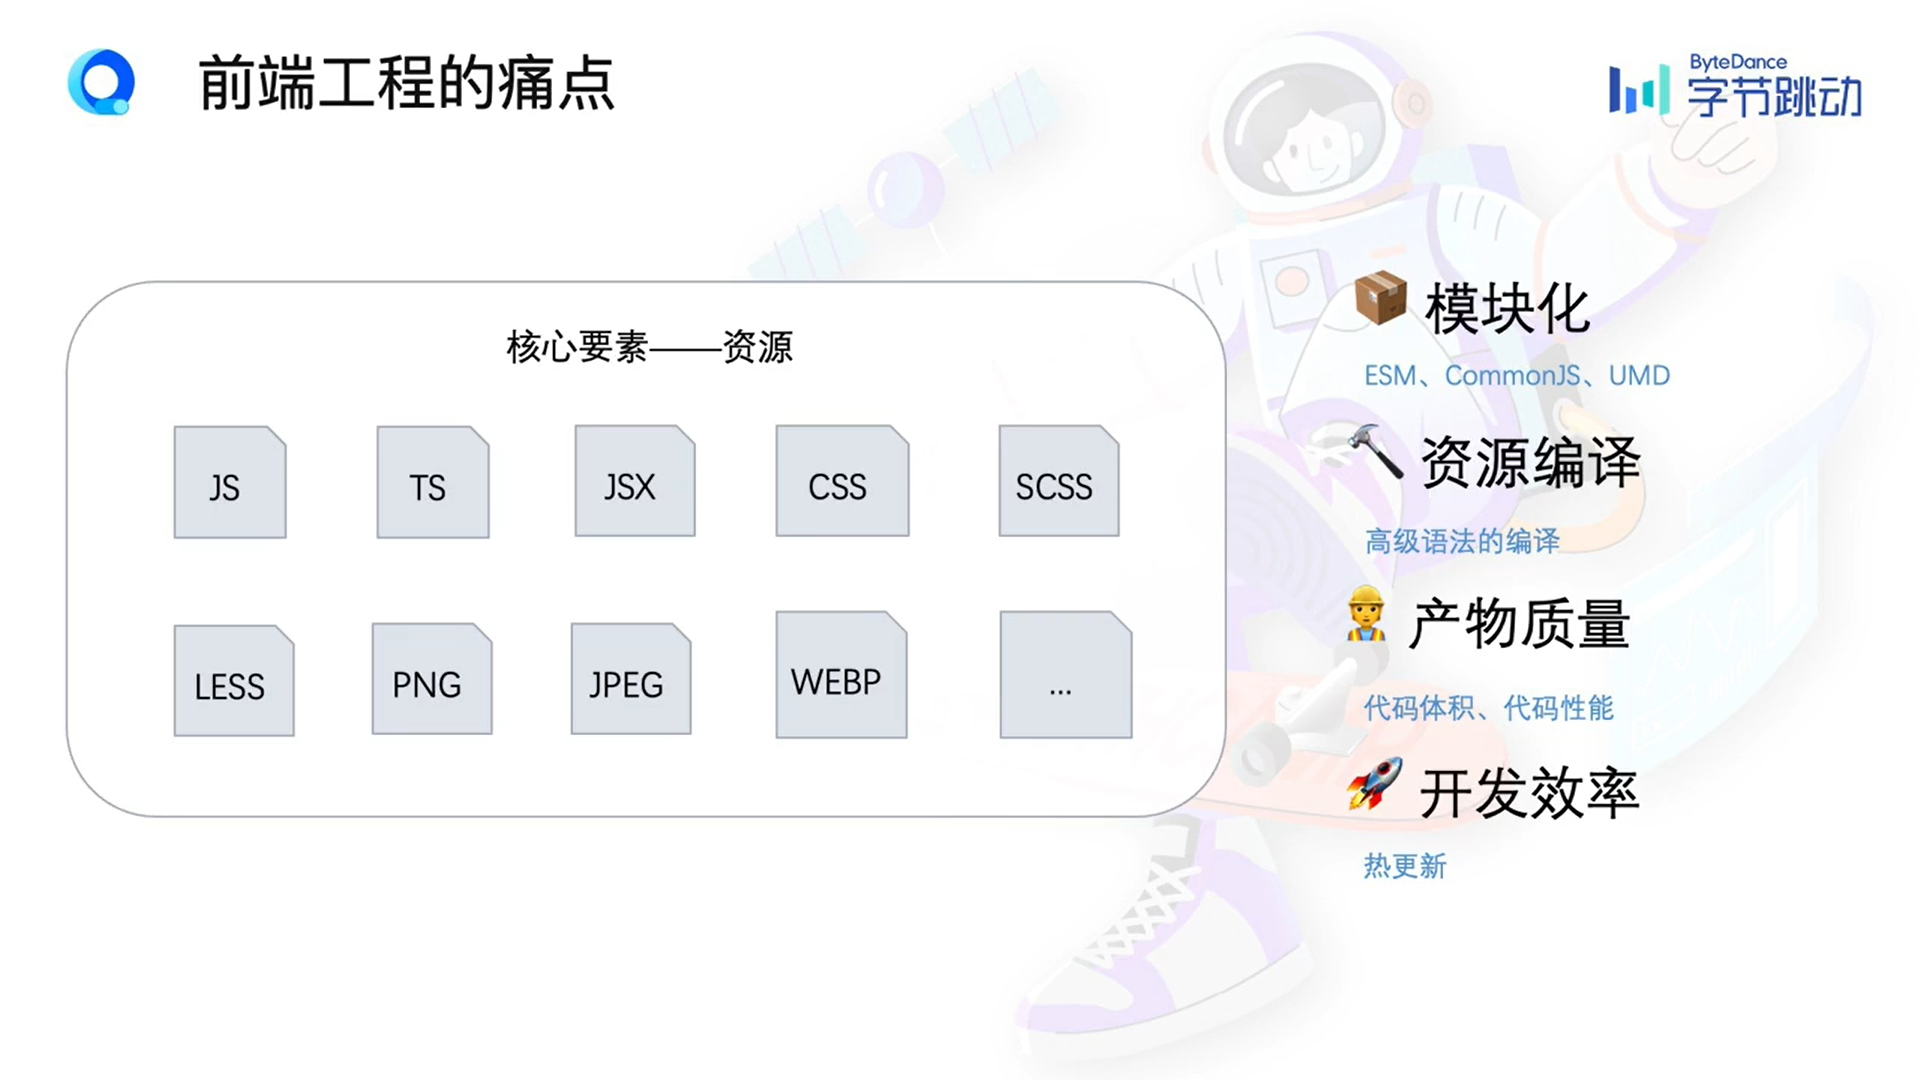 前端工程的痛点
ByteDance
字节跳动
核心要素——资源
JS
TS
JSX
CSS
SCSS
LESS
PNG
JPEG
WEBP
...
模块化
ESM、CommonJS、UMD
资源编译
高级语法的编译
产物质量
代码体积、代码性能
开发效率
热更新